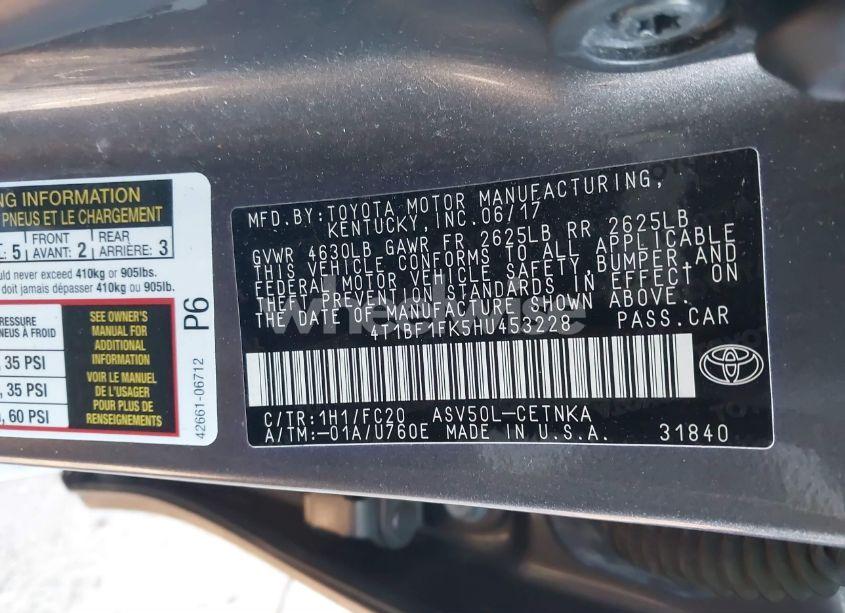 NG INFORMATION
PNEUS ET LE CHARGEMENT
: 5 FRONT AVANT: 2 REAR ARRIÈRE: 3
ould never exceed 410kg or 905lbs.
doit jamais dépasser 410kg ou 905lb.
RESSURE
NEUS À FROID
35 PSI
35 PSI
60 PSI
SEE OWNER'S
MANUAL FOR
ADDITIONAL
INFORMATION
VOIR LE MANUEL
DE L'USAGER
POUR PLUS DE
RENSEIGNEMENTS
P6
42661-06712
MFD.BY:TOYOTA MOTOR MANUFACTURING,
KENTUCKY,INC.06/17
GVWR 4630LB GAWR FR 2625LB RR 2625LB
THIS VEHICLE CONFORMS TO ALL APPLICABLE
FEDERAL MOTOR VEHICLE SAFETY,BUMPER AND
THEFT PREVENTION STANDARDS IN EFFECT ON
THE DATE OF MANUFACTURE SHOWN ABOVE.
4T1BF1FK5HU453228 PASS.CAR
C/TR:1H1/FC20 ASV50L-CETNKA
A/TM:-01A/U760E MADE IN U.S.A. 31840